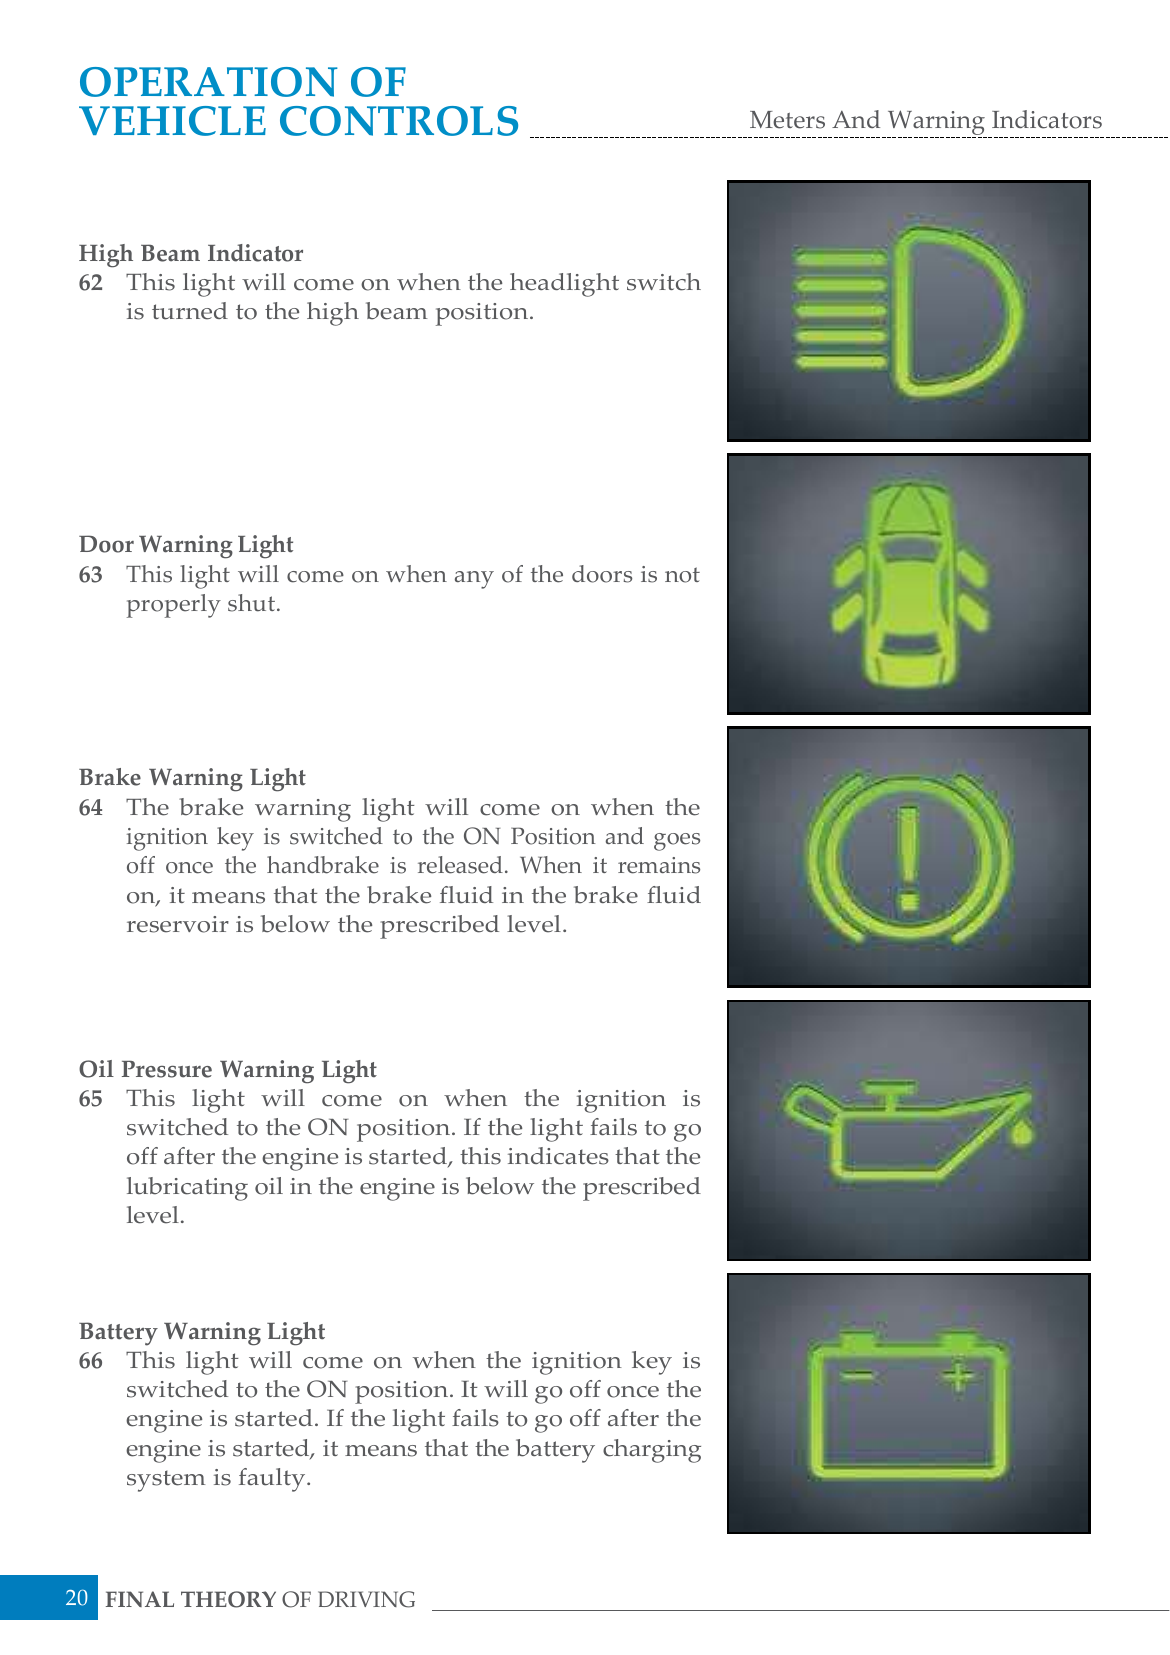 OPERATION OF
VEHICLE CONTROLS
Meters And Warning Indicators
High Beam Indicator
62 This light will come on when the headlight switch
is turned to the high beam position.
Door Warning Light
63 This light will come on when any of the doors is not
properly shut.
Brake Warning Light
64 The brake warning light will come on when the
ignition key is switched to the ON Position and goes
off once the handbrake is released. When it remains
on, it means that the brake fluid in the brake fluid
reservoir is below the prescribed level.
Oil Pressure Warning Light
65 This light will come on when the ignition is
switched to the ON position. If the light fails to go
off after the engine is started, this indicates that the
lubricating oil in the engine is below the prescribed
level.
Battery Warning Light
66 This light will come on when the ignition key is
switched to the ON position. It will go off once the
engine is started. If the light fails to go off after the
engine is started, it means that the battery charging
system is faulty.
20 FINAL THEORY OF DRIVING